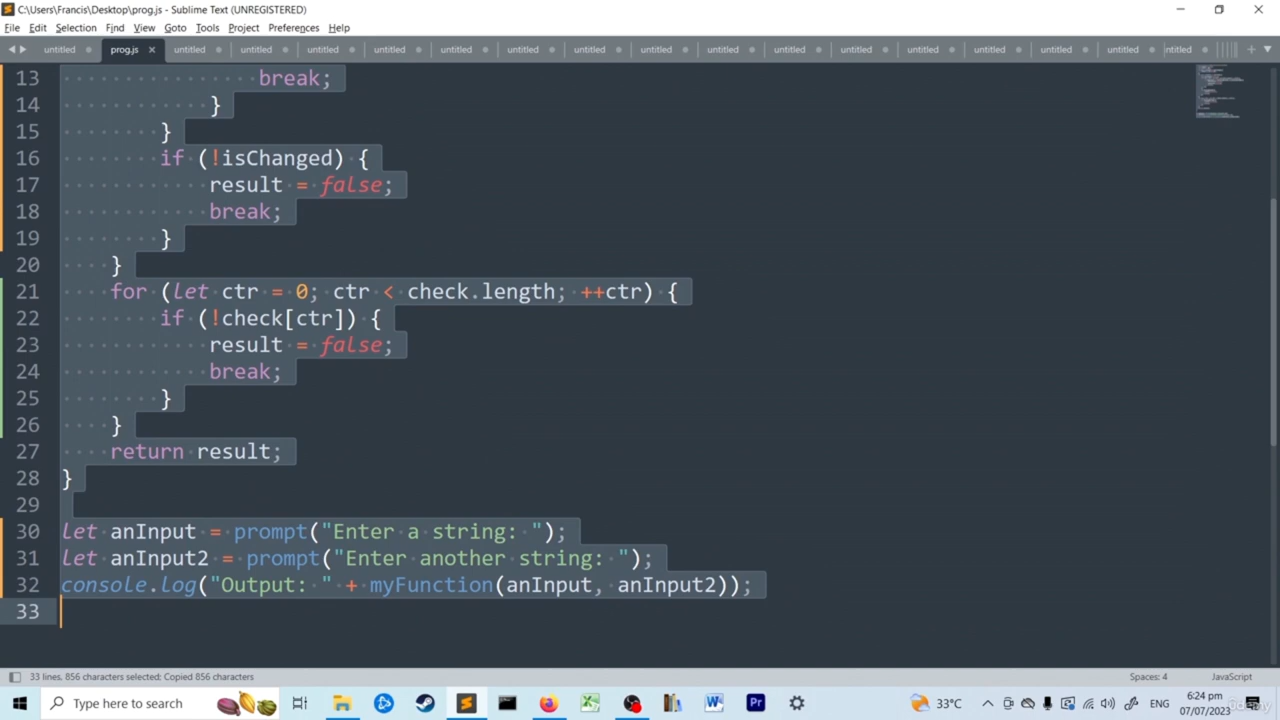 C:\Users\Francis\Desktop\prog.js - Sublime Text (UNREGISTERED)
File Edit Selection Find View Goto Tools Project Preferences Help
untitled prog.js untitled untitled untitled untitled untitled untitled untitled untitled untitled untitled untitled untitled untitled untitled untitled untitled
13 break;
14 }
15 }
16 if (!isChanged) {
17 result = false;
18 break;
19 }
20 }
21 for (let ctr = 0; ctr < check.length; ++ctr) {
22 if (!check[ctr]) {
23 result = false;
24 break;
25 }
26 }
27 return result;
28 }
29
30 let anInput = prompt("Enter a string: ");
31 let anInput2 = prompt("Enter another string: ");
32 console.log("Output: " + myFunction(anInput, anInput2));
33
33 lines, 856 characters selected: Copied 856 characters Spaces: 4 JavaScript
Type here to search 33°C ENG 6:24 pm
07/07/2023
Udemy